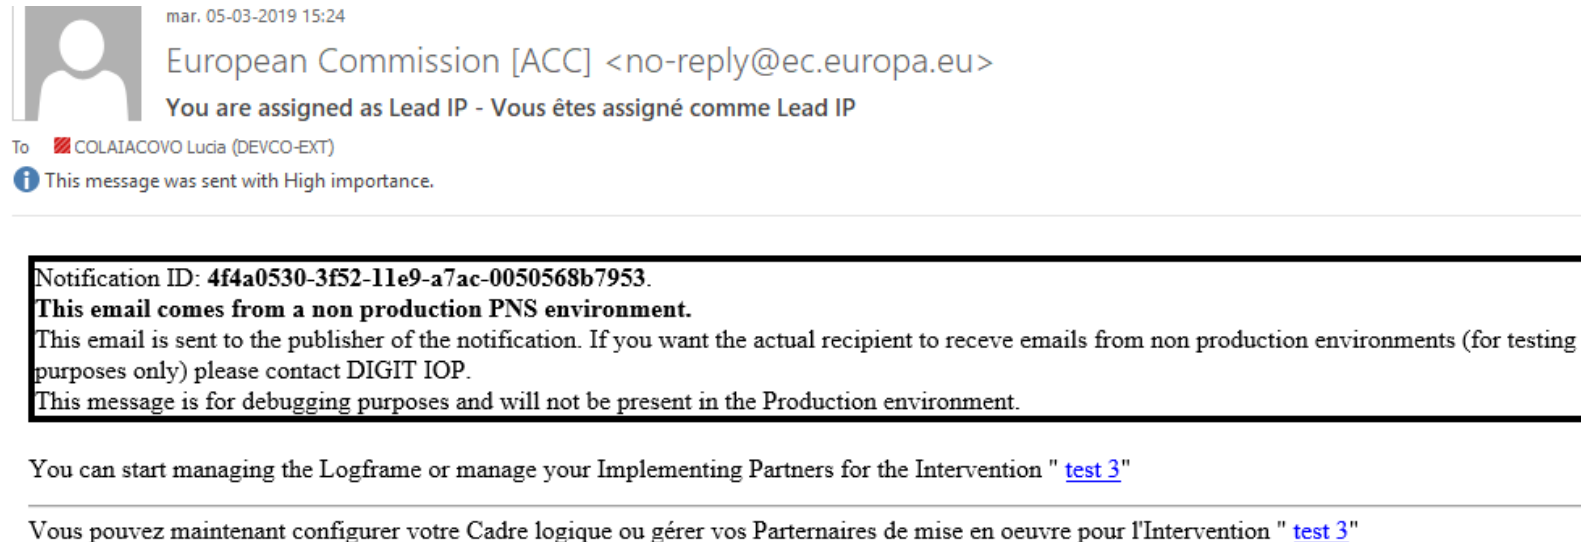 mar. 05-03-2019 15:24
European Commission [ACC] <no-reply@ec.europa.eu>
You are assigned as Lead IP - Vous êtes assigné comme Lead IP
To COLAIACOVO Lucia (DEVCO-EXT)
This message was sent with High importance.
Notification ID: 4f4a0530-3f52-11e9-a7ac-0050568b7953.
This email comes from a non production PNS environment.
This email is sent to the publisher of the notification. If you want the actual recipient to receve emails from non production environments (for testing
purposes only) please contact DIGIT IOP.
This message is for debugging purposes and will not be present in the Production environment.
You can start managing the Logframe or manage your Implementing Partners for the Intervention " test 3"
Vous pouvez maintenant configurer votre Cadre logique ou gérer vos Parternaires de mise en oeuvre pour l'Intervention " test 3"